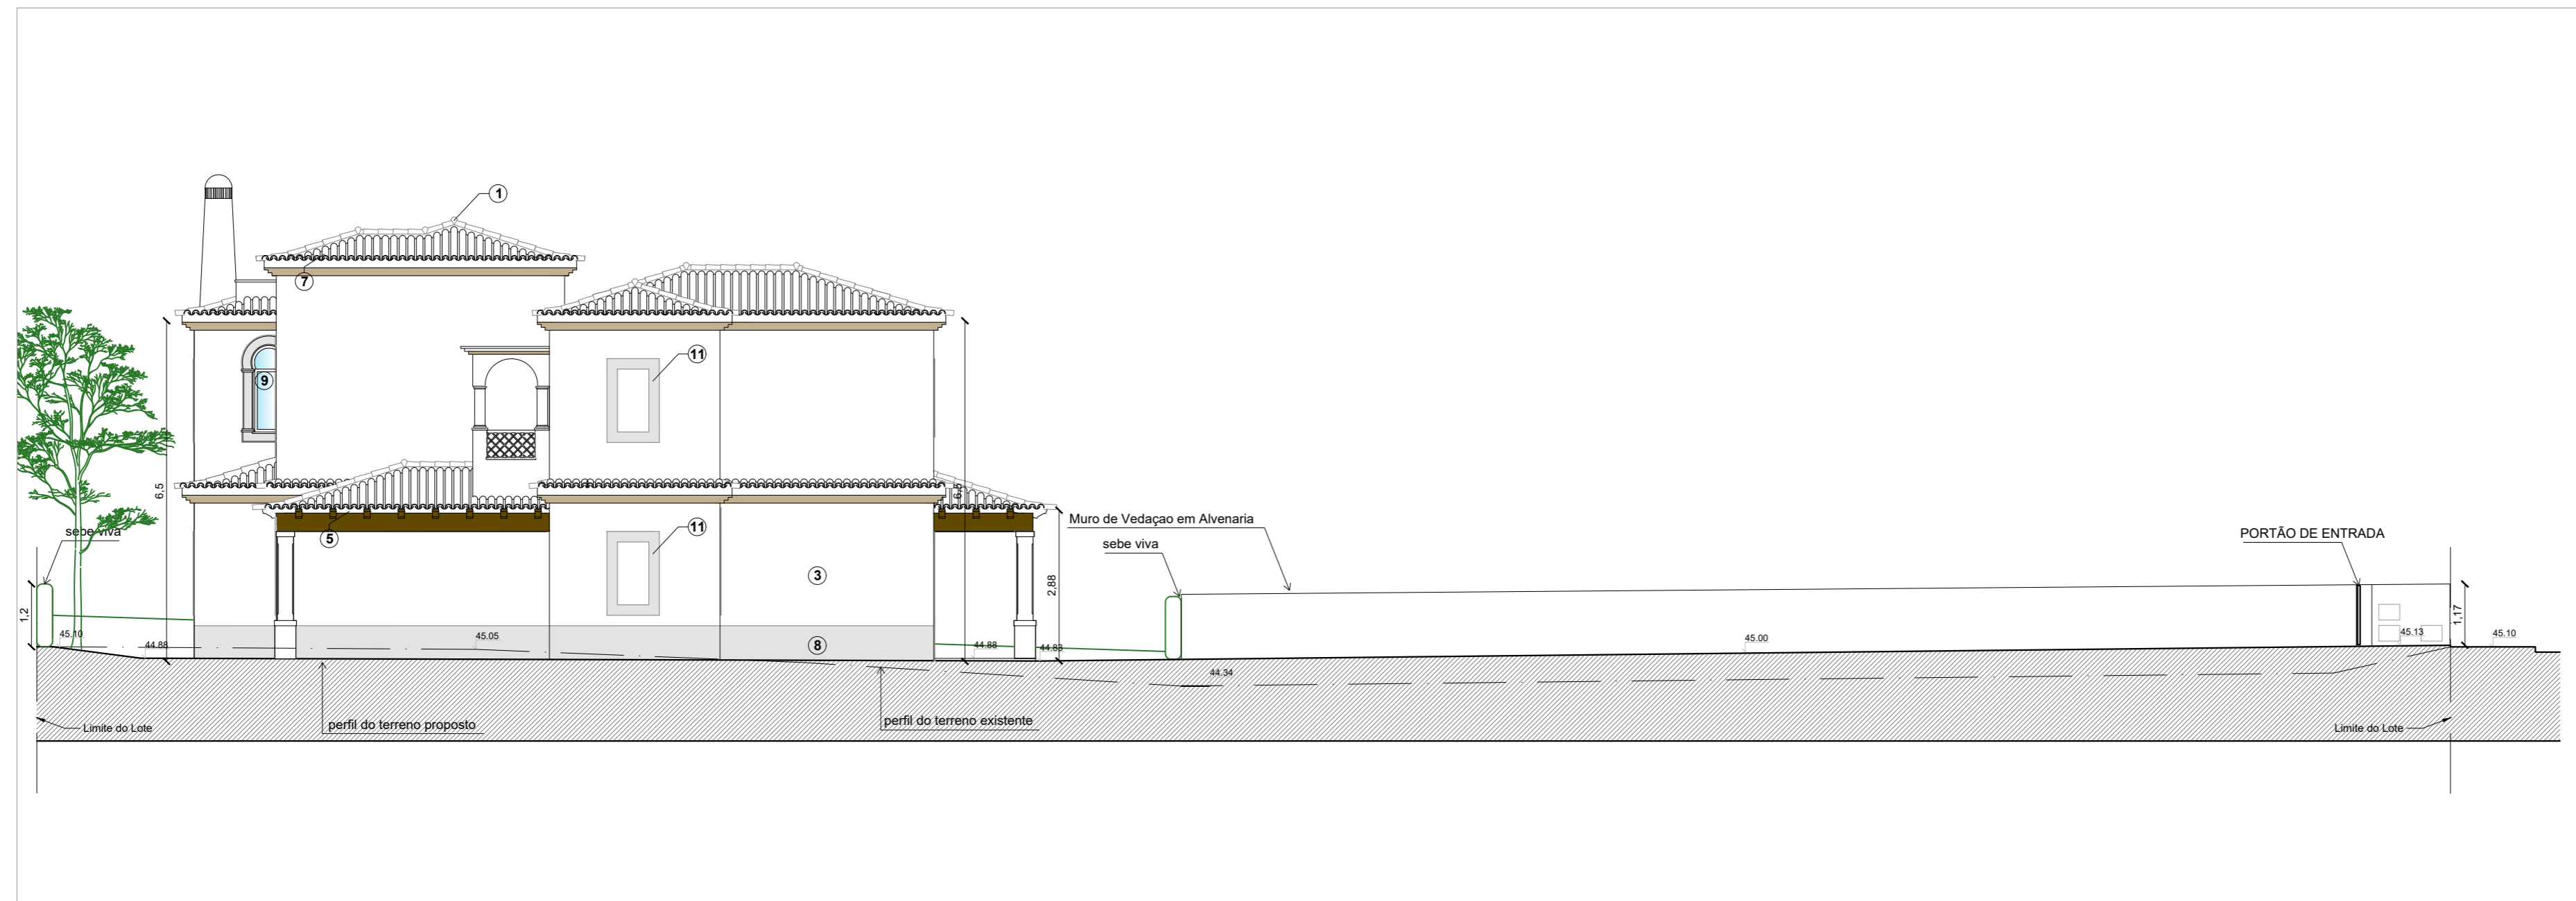 1
7
11
9
6,5
6,5
sebe viva
5
11
Muro de Vedaçao em Alvenaria
sebe viva
PORTÃO DE ENTRADA
3
2,88
1,2
1,17
45.10
44.88
45.05
8
44.88
44.83
45.00
45.13
45.10
44.34
Limite do Lote
perfil do terreno proposto
perfil do terreno existente
Limite do Lote